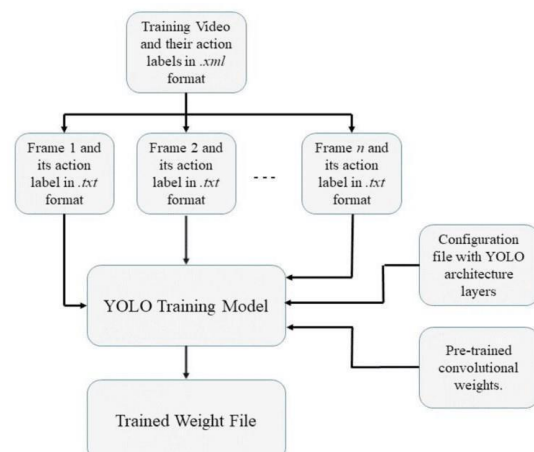 Training Video
and their action
labels in .xml
format
Frame 1 and
its action
label in .txt
format
Frame 2 and
its action
label in .txt
format
- - -
Frame n and
its action
label in .txt
format
Configuration
file with YOLO
architecture
layers
YOLO Training Model
Pre-trained
convolutional
weights.
Trained Weight File